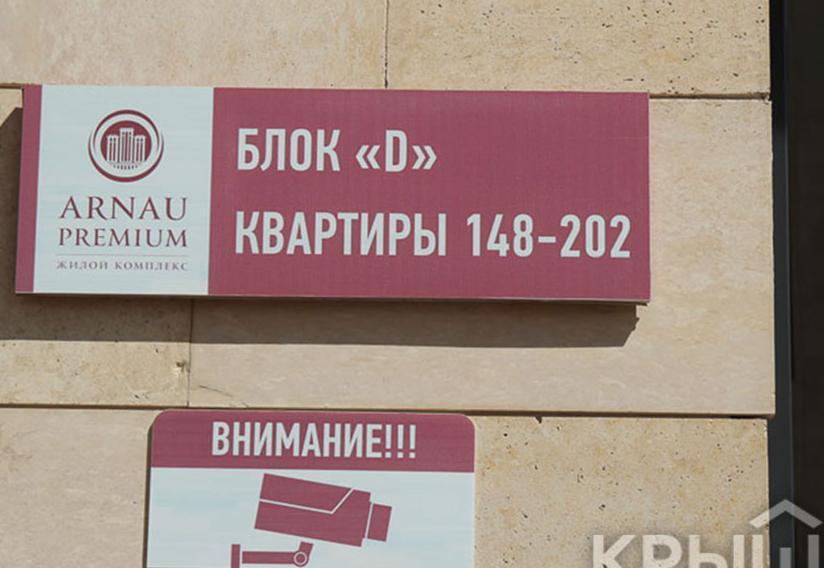 ARNAU
PREMIUM
ЖИЛОЙ КОМПЛЕКС
БЛОК «D»
КВАРТИРЫ 148-202
ВНИМАНИЕ!!!